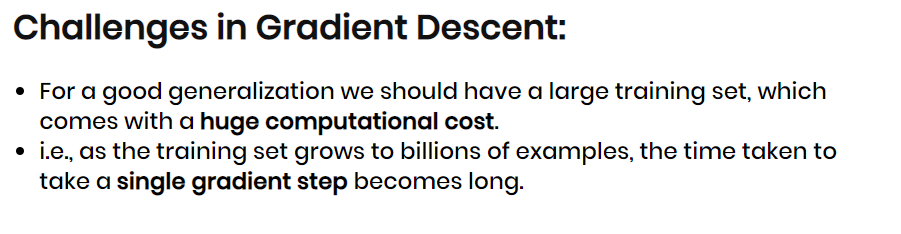 Challenges in Gradient Descent:
• For a good generalization we should have a large training set, which
comes with a huge computational cost.
• i.e., as the training set grows to billions of examples, the time taken to
take a single gradient step becomes long.